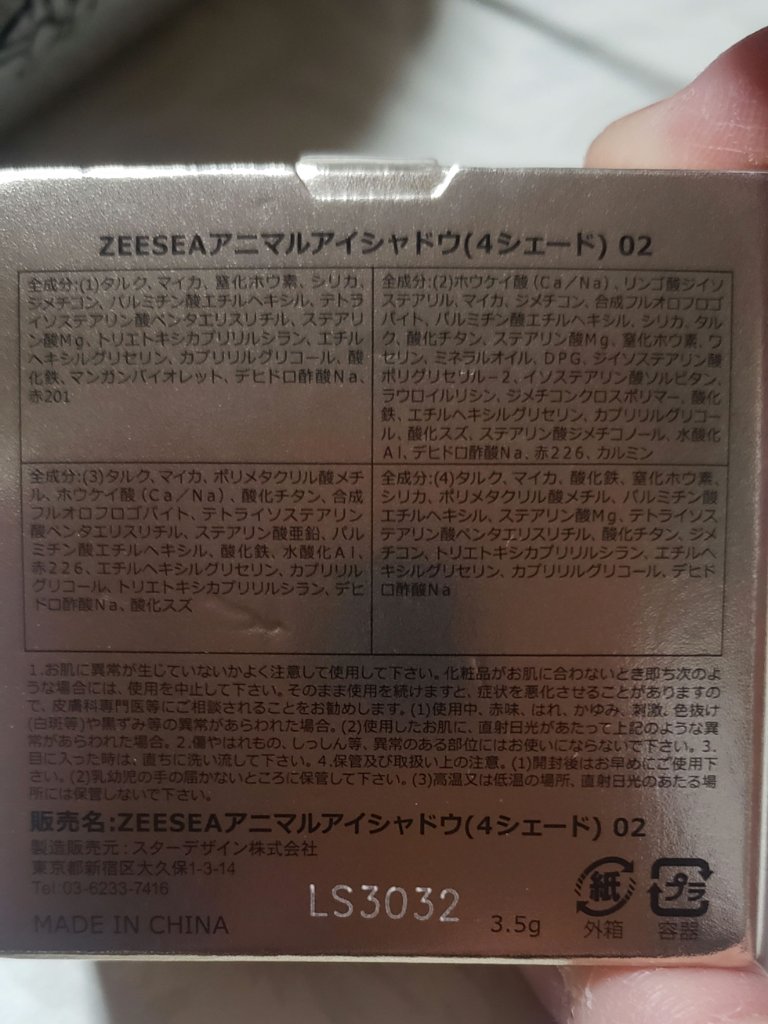 ZEESEAアニマルアイシャドウ(4シェード) 02
全成分:(1)タルク、マイカ、窒化ホウ素、シリカ、
ジメチコン、パルミチン酸エチルヘキシル、テトラ
イソステアリン酸ペンタエリスリチル、ステアリ
ン酸Mg、トリエトキシカプリリルシラン、エチル
ヘキシルグリセリン、カプリリルグリコール、酸
化鉄、マンガンバイオレット、デヒドロ酢酸Na、
赤201
全成分:(2)ホウケイ酸(Ca/Na)、リンゴ酸ジイソ
ステアリル、マイカ、ジメチコン、合成フルオロフロゴ
パイト、パルミチン酸エチルヘキシル、シリカ、タル
ク、酸化チタン、ステアリン酸Mg、窒化ホウ素、ワ
セリン、ミネラルオイル、DPG、ジイソステアリン酸
ポリグリセリル-2、イソステアリン酸ソルビタン、
ラウロイルリシン、ジメチコンクロスポリマー、酸化
鉄、エチルヘキシルグリセリン、カプリリルグリコー
ル、酸化スズ、ステアリン酸ジメチコノール、水酸化
Al、デヒドロ酢酸Na、赤226、カルミン
全成分:(3)タルク、マイカ、ポリメタクリル酸メチ
ル、ホウケイ酸(Ca/Na)、酸化チタン、合成
フルオロフロゴパイト、テトライソステアリン
酸ペンタエリスリチル、ステアリン酸亜鉛、パル
ミチン酸エチルヘキシル、酸化鉄、水酸化Al、
赤226、エチルヘキシルグリセリン、カプリリル
グリコール、トリエトキシカプリリルシラン、デヒ
ドロ酢酸Na、酸化スズ
全成分:(4)タルク、マイカ、酸化鉄、窒化ホウ素、
シリカ、ポリメタクリル酸メチル、パルミチン酸
エチルヘキシル、ステアリン酸Mg、テトライソス
テアリン酸ペンタエリスリチル、酸化チタン、ジメ
チコン、トリエトキシカプリリルシラン、エチルヘ
キシルグリセリン、カプリリルグリコール、デヒド
ロ酢酸Na
1.お肌に異常が生じていないかよく注意して使用して下さい。化粧品がお肌に合わないとき即ち次のよ
うな場合には、使用を中止して下さい。そのまま使用を続けますと、症状を悪化させることがありますの
で、皮膚科専門医等にご相談されることをお勧めします。(1)使用中、赤味、はれ、かゆみ、刺激、色抜け
(白斑等)や黒ずみ等の異常があらわれた場合。(2)使用したお肌に、直射日光があたって上記のような異
常があらわれた場合。2.傷やはれもの、しっしん等、異常のある部位にはお使いにならないで下さい。3.
目に入った時は、直ちに洗い流して下さい。4.保管及び取扱い上の注意。(1)開封後はお早めにご使用下
さい。(2)乳幼児の手の届かないところに保管して下さい。(3)高温又は低温の場所、直射日光のあたる場
所には保管しないで下さい。
販売名:ZEESEAアニマルアイシャドウ(4シェード) 02
製造販売元:スターデザイン株式会社
東京都新宿区大久保1-3-14
Tel:03-6233-7416
MADE IN CHINA
LS3032
3.5g
紙
外箱
プラ
容器